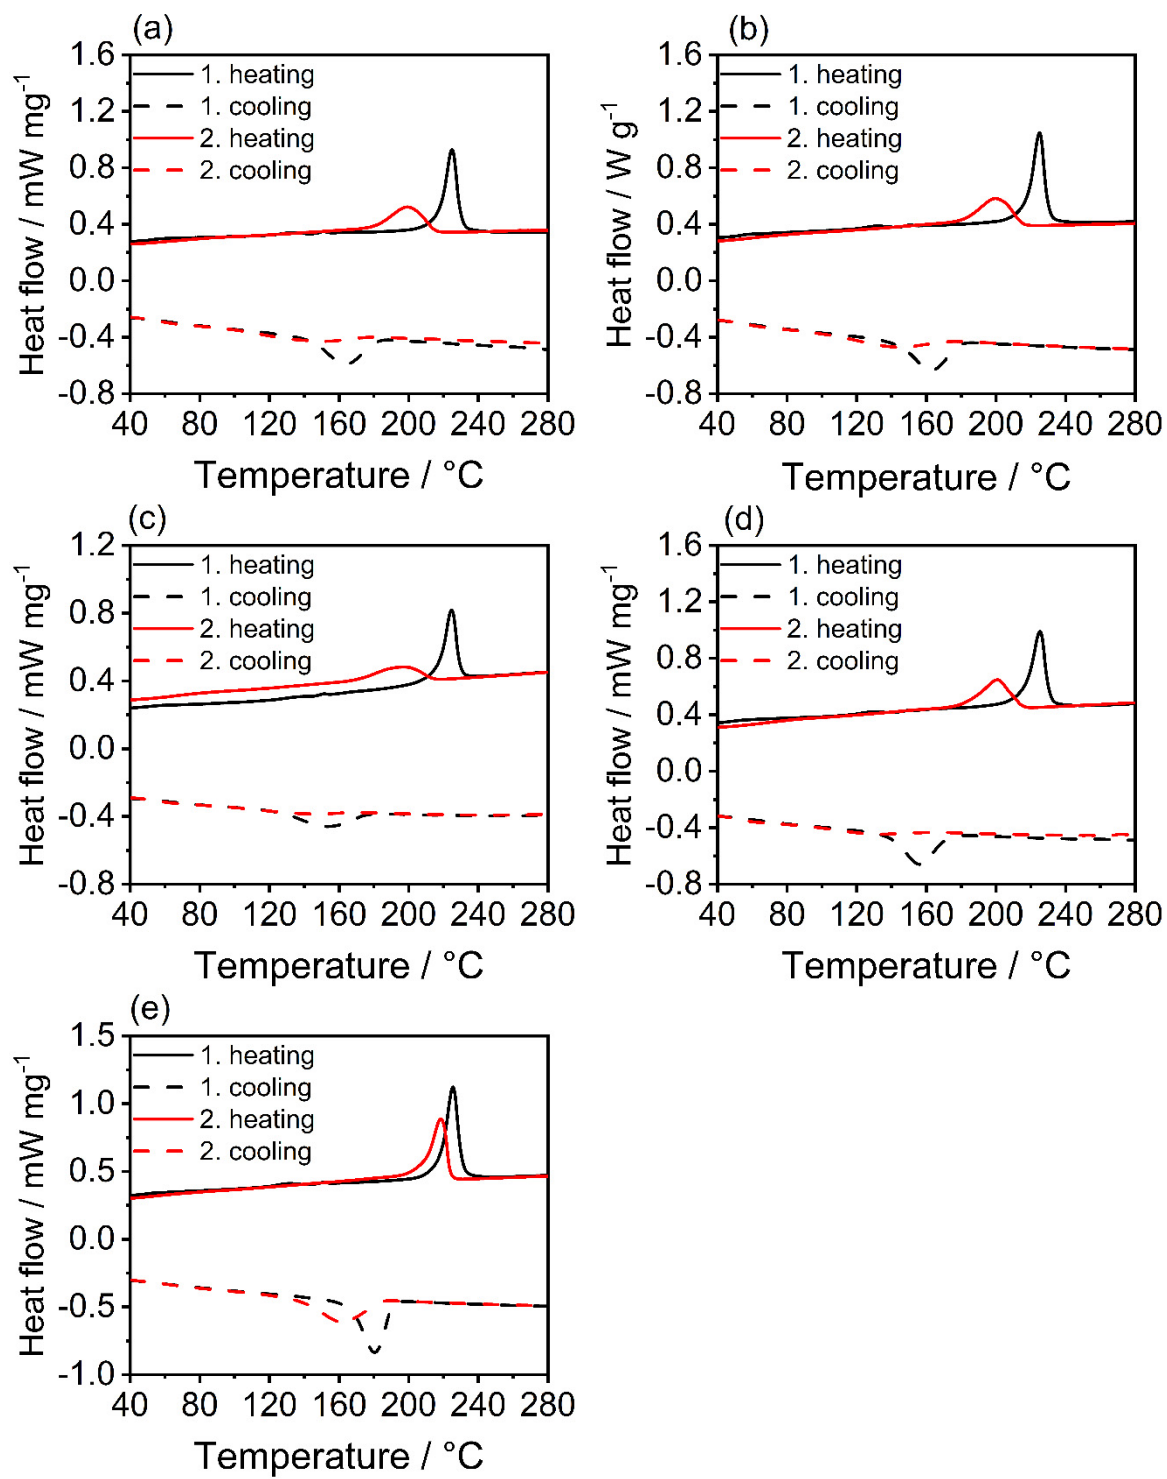 (a)
1.6
1.2
0.8
0.4
0.0
-0.4
-0.8
Heat flow / mW mg-1
1. heating
1. cooling
2. heating
2. cooling
40 80 120 160 200 240 280
Temperature / °C
(b)
1.6
1.2
0.8
0.4
0.0
-0.4
-0.8
Heat flow / W g-1
1. heating
1. cooling
2. heating
2. cooling
40 80 120 160 200 240 280
Temperature / °C
(c)
1.2
0.8
0.4
0.0
-0.4
-0.8
Heat flow / mW mg-1
1. heating
1. cooling
2. heating
2. cooling
40 80 120 160 200 240 280
Temperature / °C
(d)
1.6
1.2
0.8
0.4
0.0
-0.4
-0.8
Heat flow / mW mg-1
1. heating
1. cooling
2. heating
2. cooling
40 80 120 160 200 240 280
Temperature / °C
(e)
1.5
1.0
0.5
0.0
-0.5
-1.0
Heat flow / mW mg-1
1. heating
1. cooling
2. heating
2. cooling
40 80 120 160 200 240 280
Temperature / °C